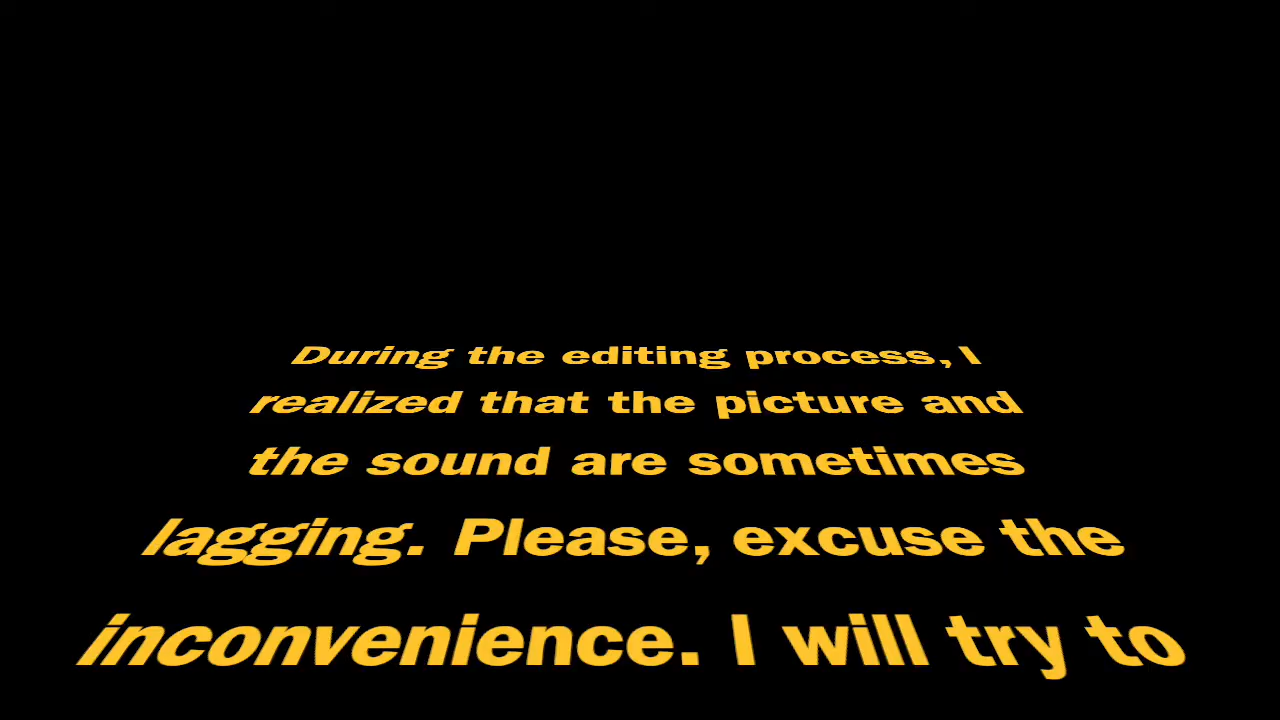 During the editing process, I
realized that the picture and
the sound are sometimes
lagging. Please, excuse the
inconvenience. I will try to